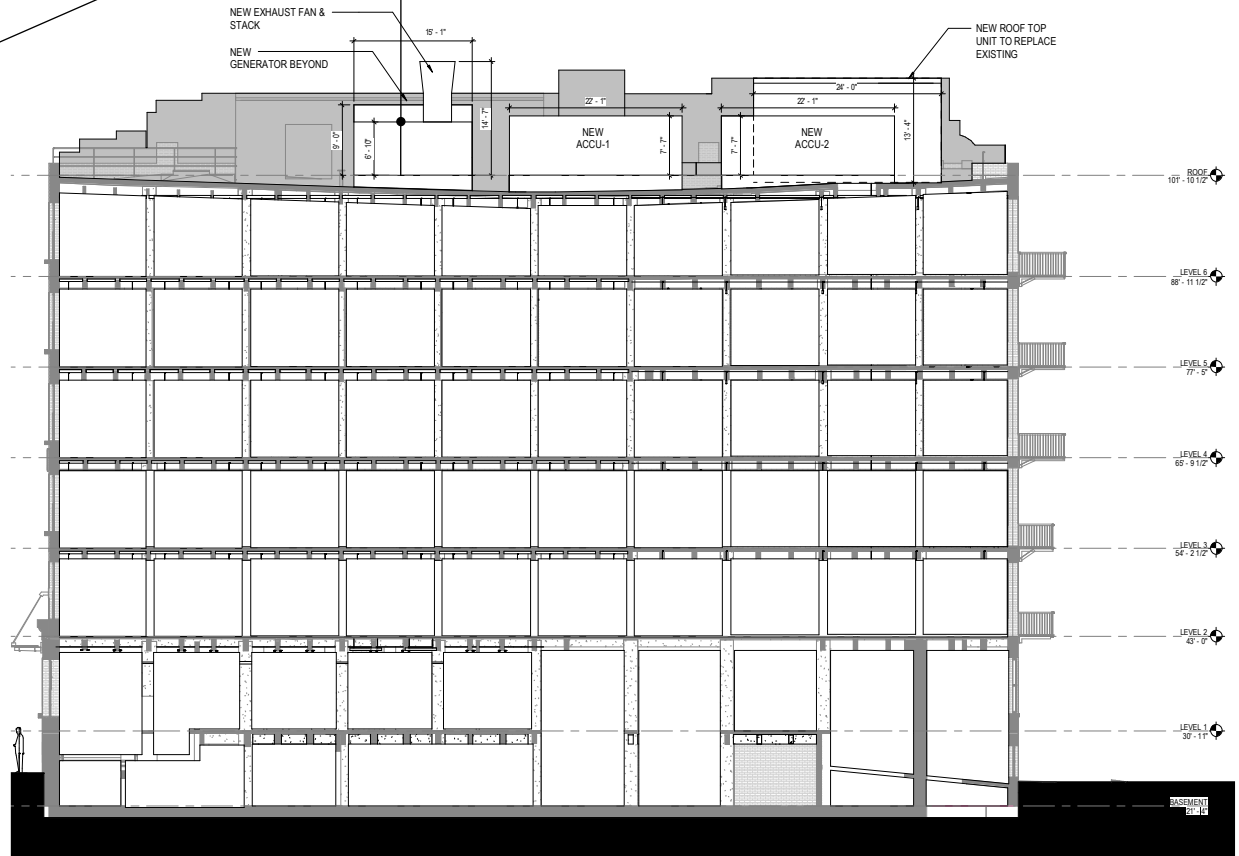 NEW EXHAUST FAN &
STACK
NEW
GENERATOR BEYOND
NEW ROOF TOP
UNIT TO REPLACE
EXISTING
15' - 1"
24' - 0"
22' - 1"
22' - 1"
14' - 7"
9' - 0"
6' - 10"
NEW
ACCU-1
7' - 7"
7' - 7"
NEW
ACCU-2
13' - 4"
ROOF
101' - 10 1/2"
LEVEL 6
88' - 11 1/2"
LEVEL 5
77' - 5"
LEVEL 4
65' - 9 1/2"
LEVEL 3
54' - 2 1/2"
LEVEL 2
43' - 0"
LEVEL 1
30' - 11"
BASEMENT
21' - 4"